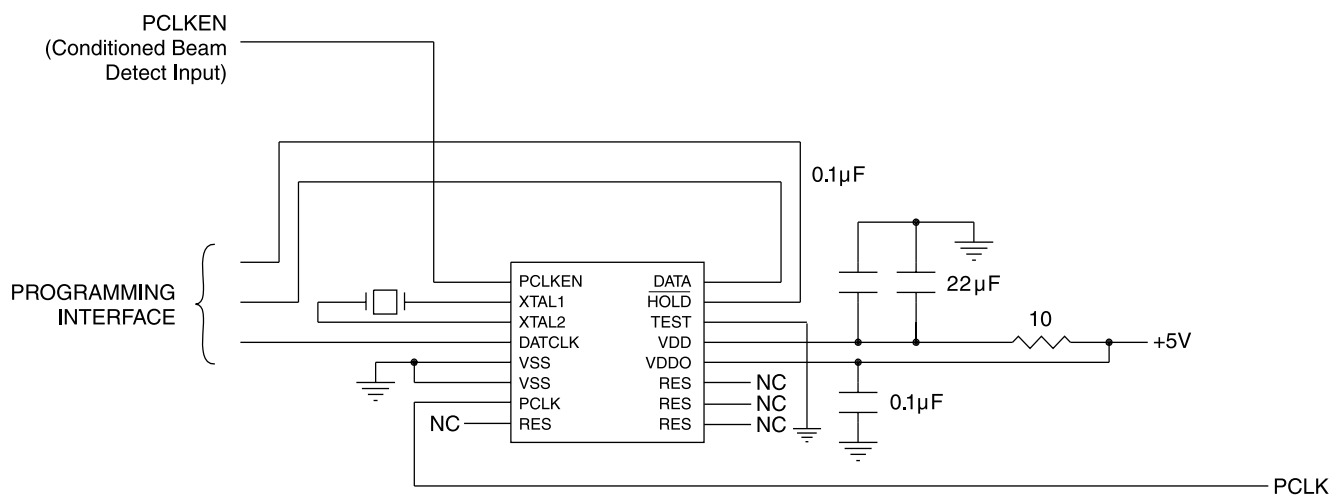 PCLKEN
(Conditioned Beam
Detect Input)
0.1µF
PROGRAMMING
INTERFACE
PCLKEN
XTAL1
XTAL2
DATCLK
VSS
VSS
PCLK
RES
DATA
HOLD
TEST
VDD
VDDO
RES
RES
RES
NC
NC
NC
NC
22µF
10
+5V
0.1µF
PCLK